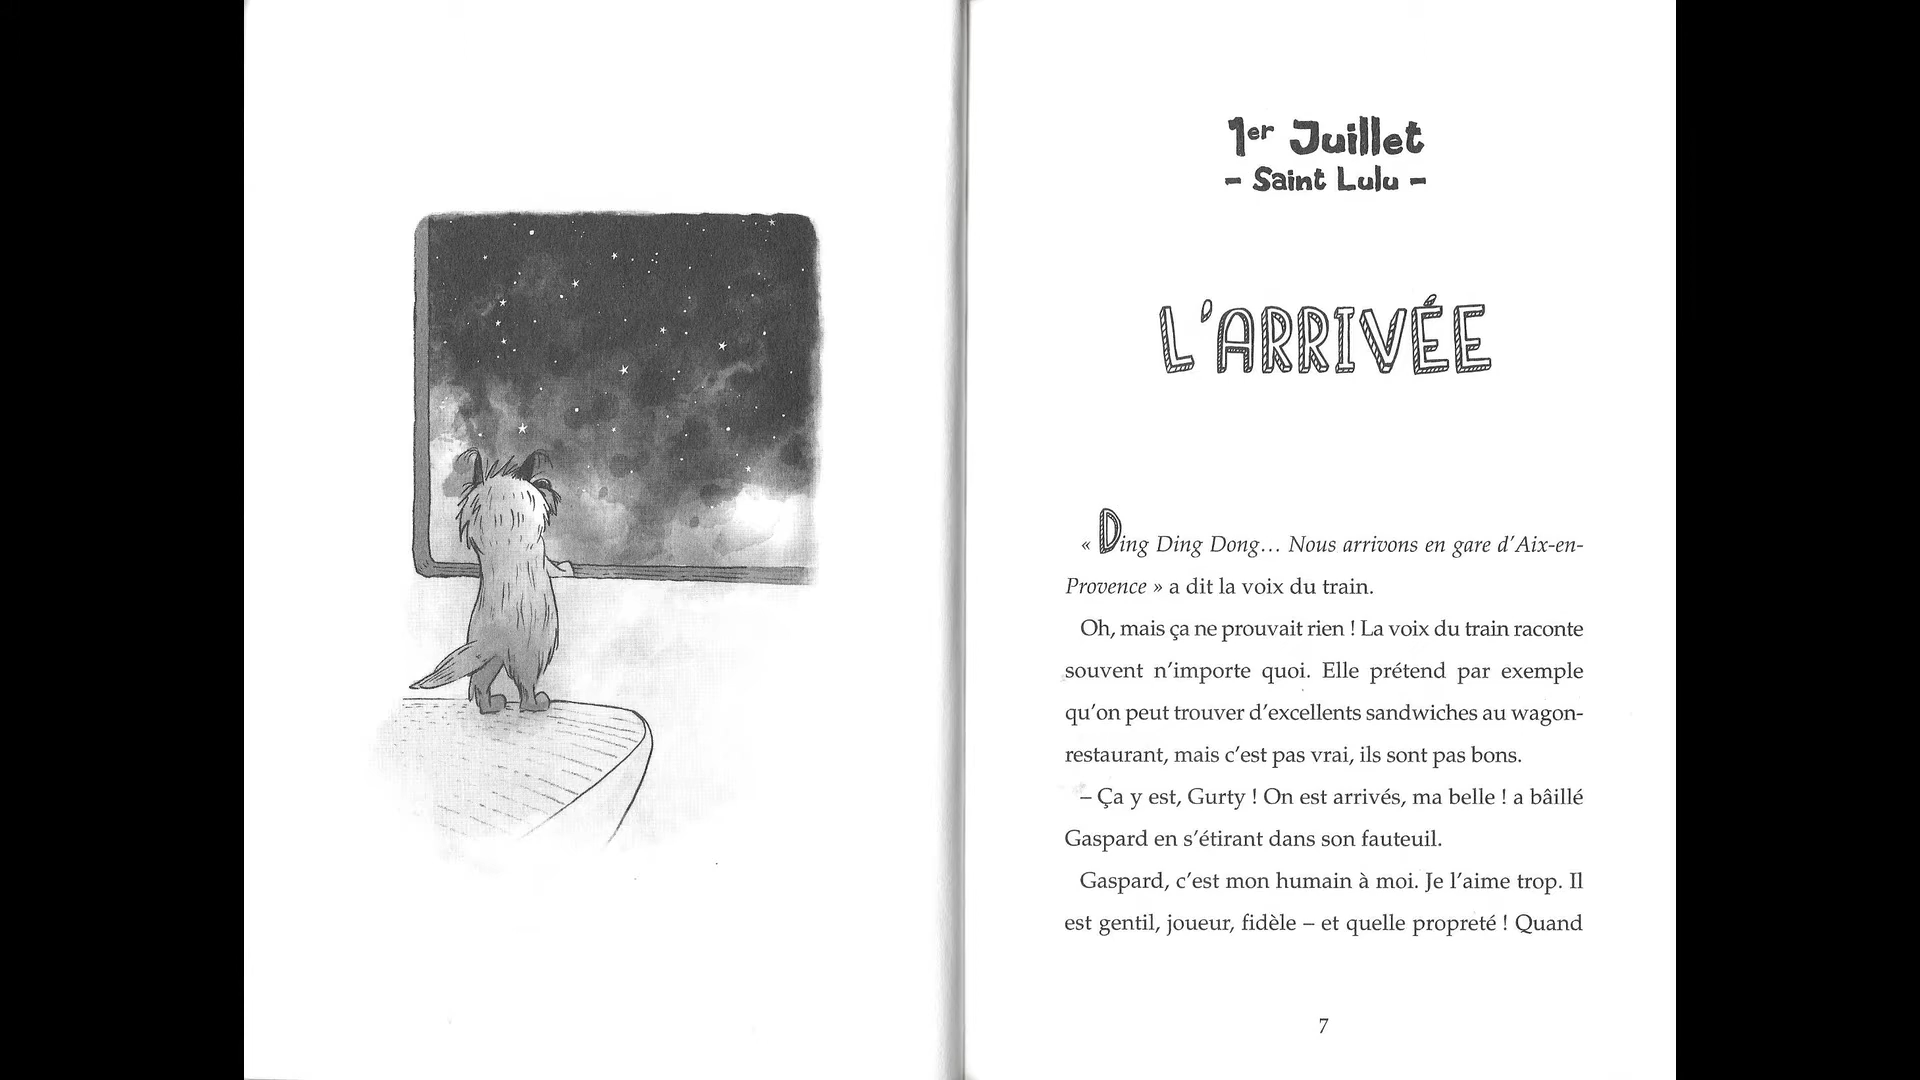 1er Juillet
– Saint Lulu –
L'ARRIVÉE
« Ding Ding Dong… Nous arrivons en gare d'Aix-en-
Provence » a dit la voix du train.
Oh, mais ça ne prouvait rien ! La voix du train raconte
souvent n'importe quoi. Elle prétend par exemple
qu'on peut trouver d'excellents sandwiches au wagon-
restaurant, mais c'est pas vrai, ils sont pas bons.
– Ça y est, Gurty ! On est arrivés, ma belle ! a bâillé
Gaspard en s'étirant dans son fauteuil.
Gaspard, c'est mon humain à moi. Je l'aime trop. Il
est gentil, joueur, fidèle – et quelle propreté ! Quand
7